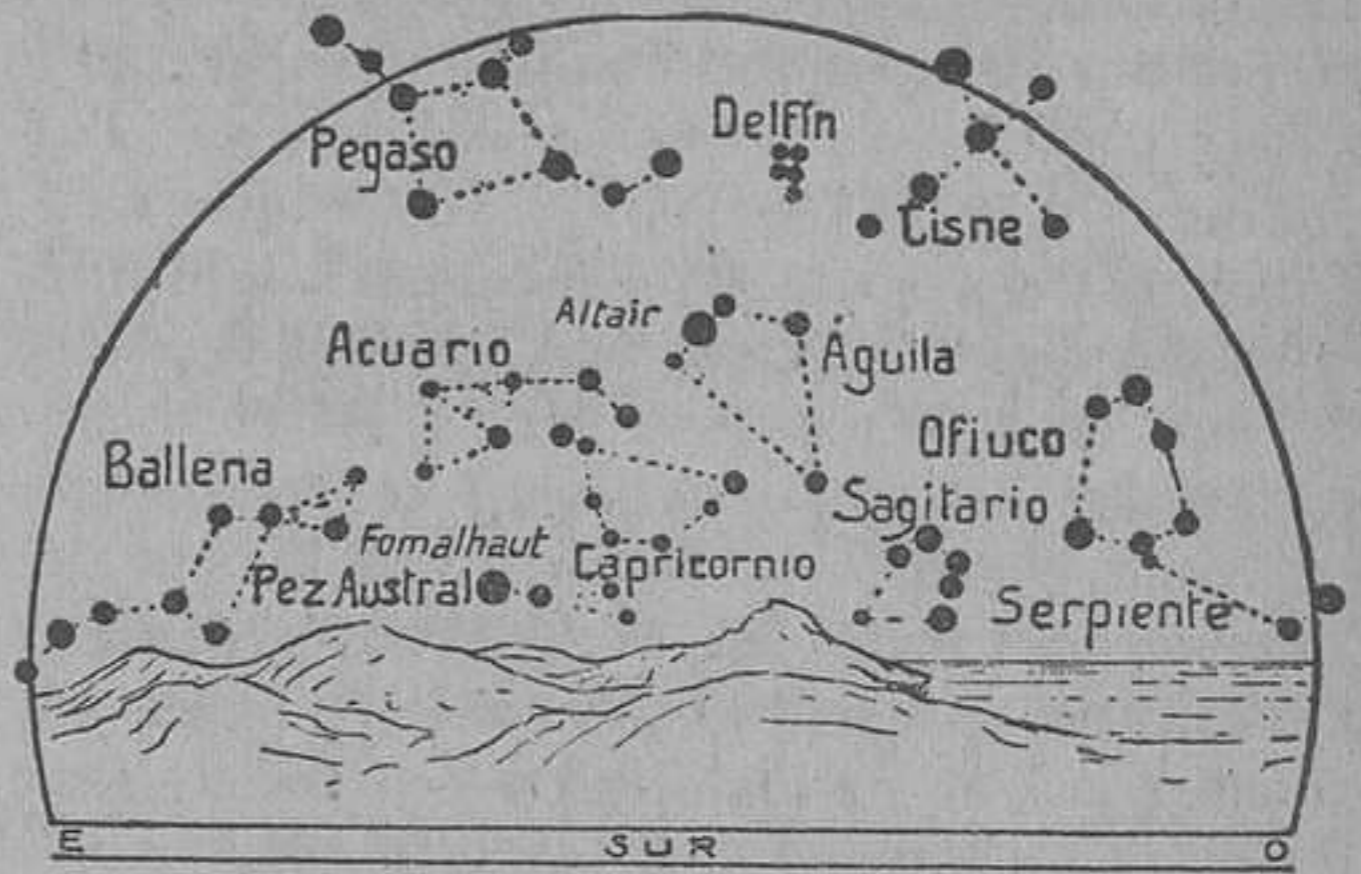 Delfín
Pegaso
Cisne
Altair
Acuario
Águila
Ofiuco
Ballena
Sagitario
Fomalhaut
Capricornio
Pez Austral
Serpiente
E
SUR
O